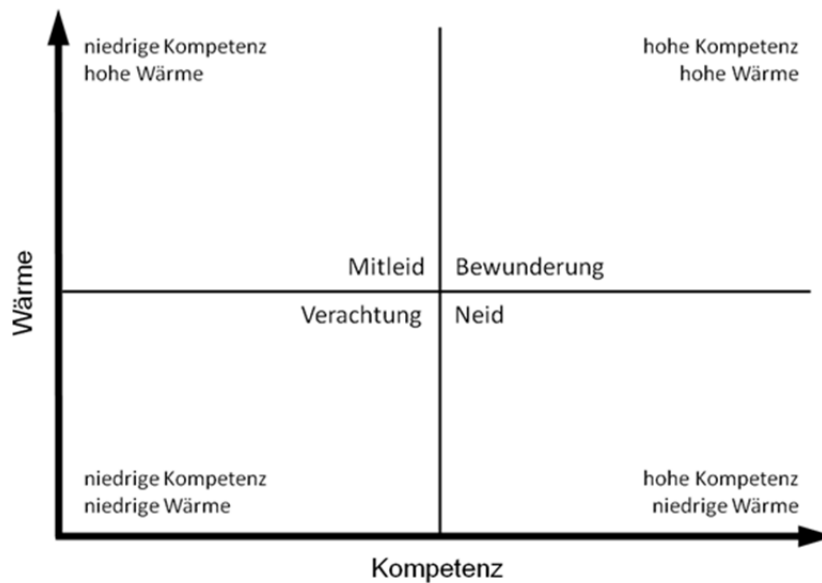 niedrige Kompetenz
hohe Wärme
hohe Kompetenz
hohe Wärme
Wärme
Mitleid
Bewunderung
Verachtung
Neid
niedrige Kompetenz
niedrige Wärme
hohe Kompetenz
niedrige Wärme
Kompetenz